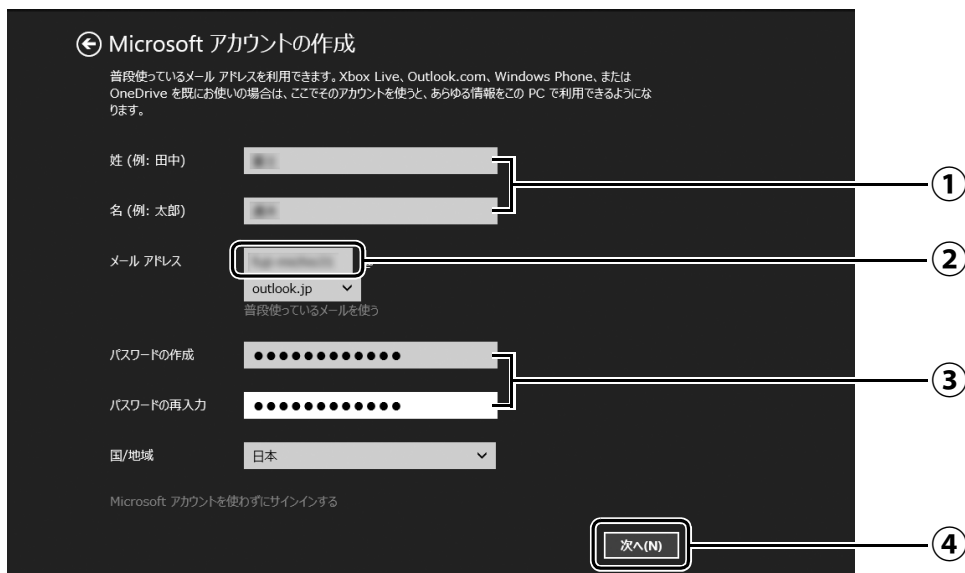 Microsoft アカウントの作成
普段使っているメール アドレスを利用できます。Xbox Live、Outlook.com、Windows Phone、または
OneDrive を既にお使いの場合は、ここでそのアカウントを使うと、あらゆる情報をこの PC で利用できるようにな
ります。
姓 (例: 田中)
①
名 (例: 太郎)
メール アドレス
②
outlook.jp
普段使っているメールを使う
パスワードの作成 ●●●●●●●●●●●●
③
パスワードの再入力 ●●●●●●●●●●●●
国/地域 日本
Microsoft アカウントを使わずにサインインする
次へ(N)
④